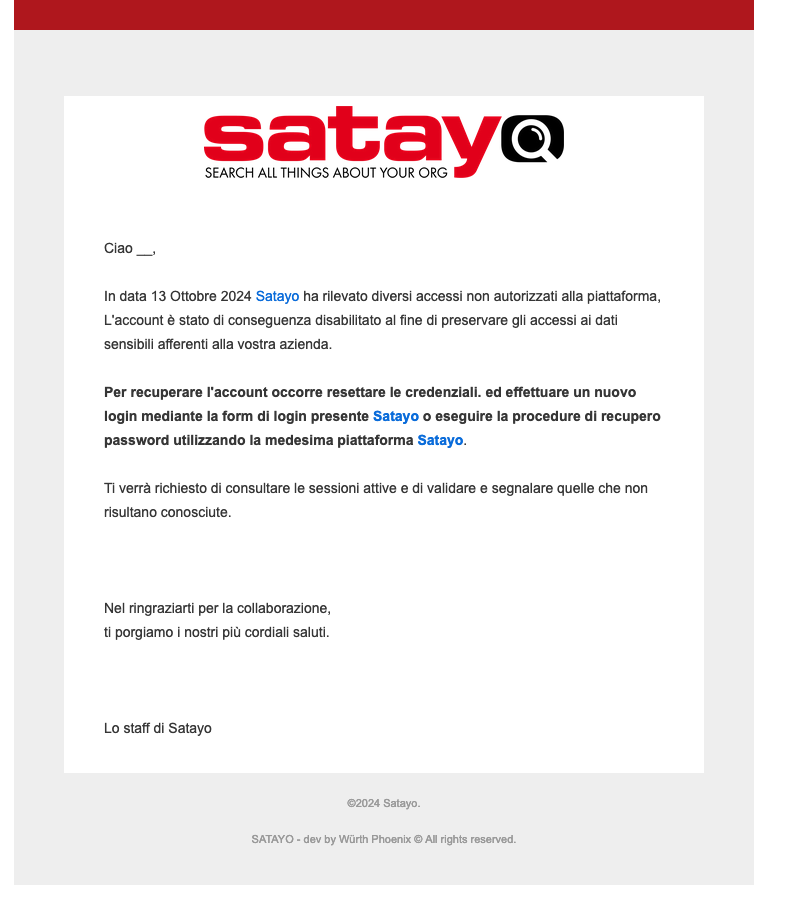 satayo
SEARCH ALL THINGS ABOUT YOUR ORG
Ciao __,
In data 13 Ottobre 2024 Satayo ha rilevato diversi accessi non autorizzati alla piattaforma,
L'account è stato di conseguenza disabilitato al fine di preservare gli accessi ai dati
sensibili afferenti alla vostra azienda.
Per recuperare l'account occorre resettare le credenziali. ed effettuare un nuovo
login mediante la form di login presente Satayo o eseguire la procedure di recupero
password utilizzando la medesima piattaforma Satayo.
Ti verrà richiesto di consultare le sessioni attive e di validare e segnalare quelle che non
risultano conosciute.
Nel ringraziarti per la collaborazione,
ti porgiamo i nostri più cordiali saluti.
Lo staff di Satayo
©2024 Satayo.
SATAYO - dev by Würth Phoenix © All rights reserved.